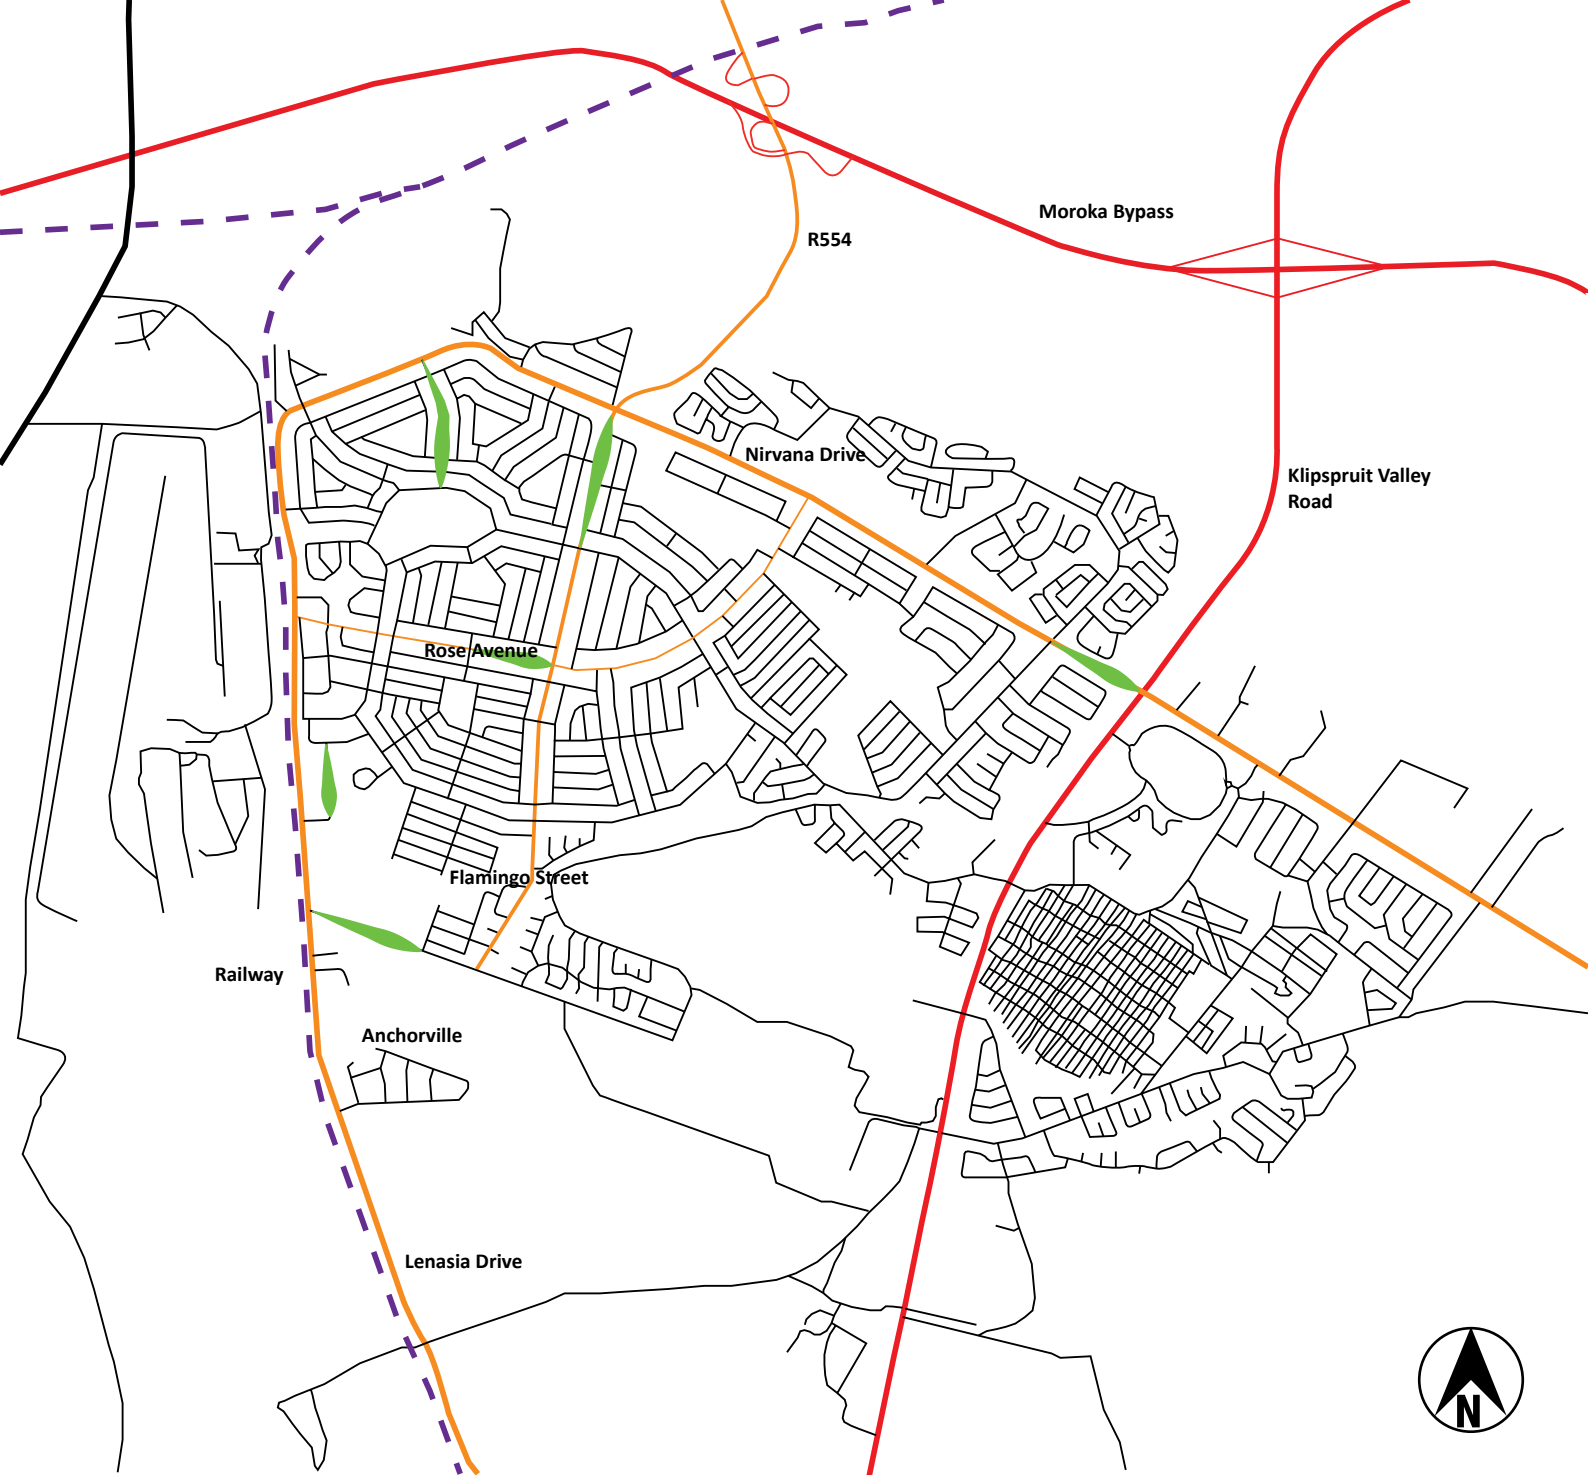 Moroka Bypass
R554
Nirvana Drive
Klipspruit Valley
Road
Rose Avenue
Flamingo Street
Railway
Anchorville
Lenasia Drive
N